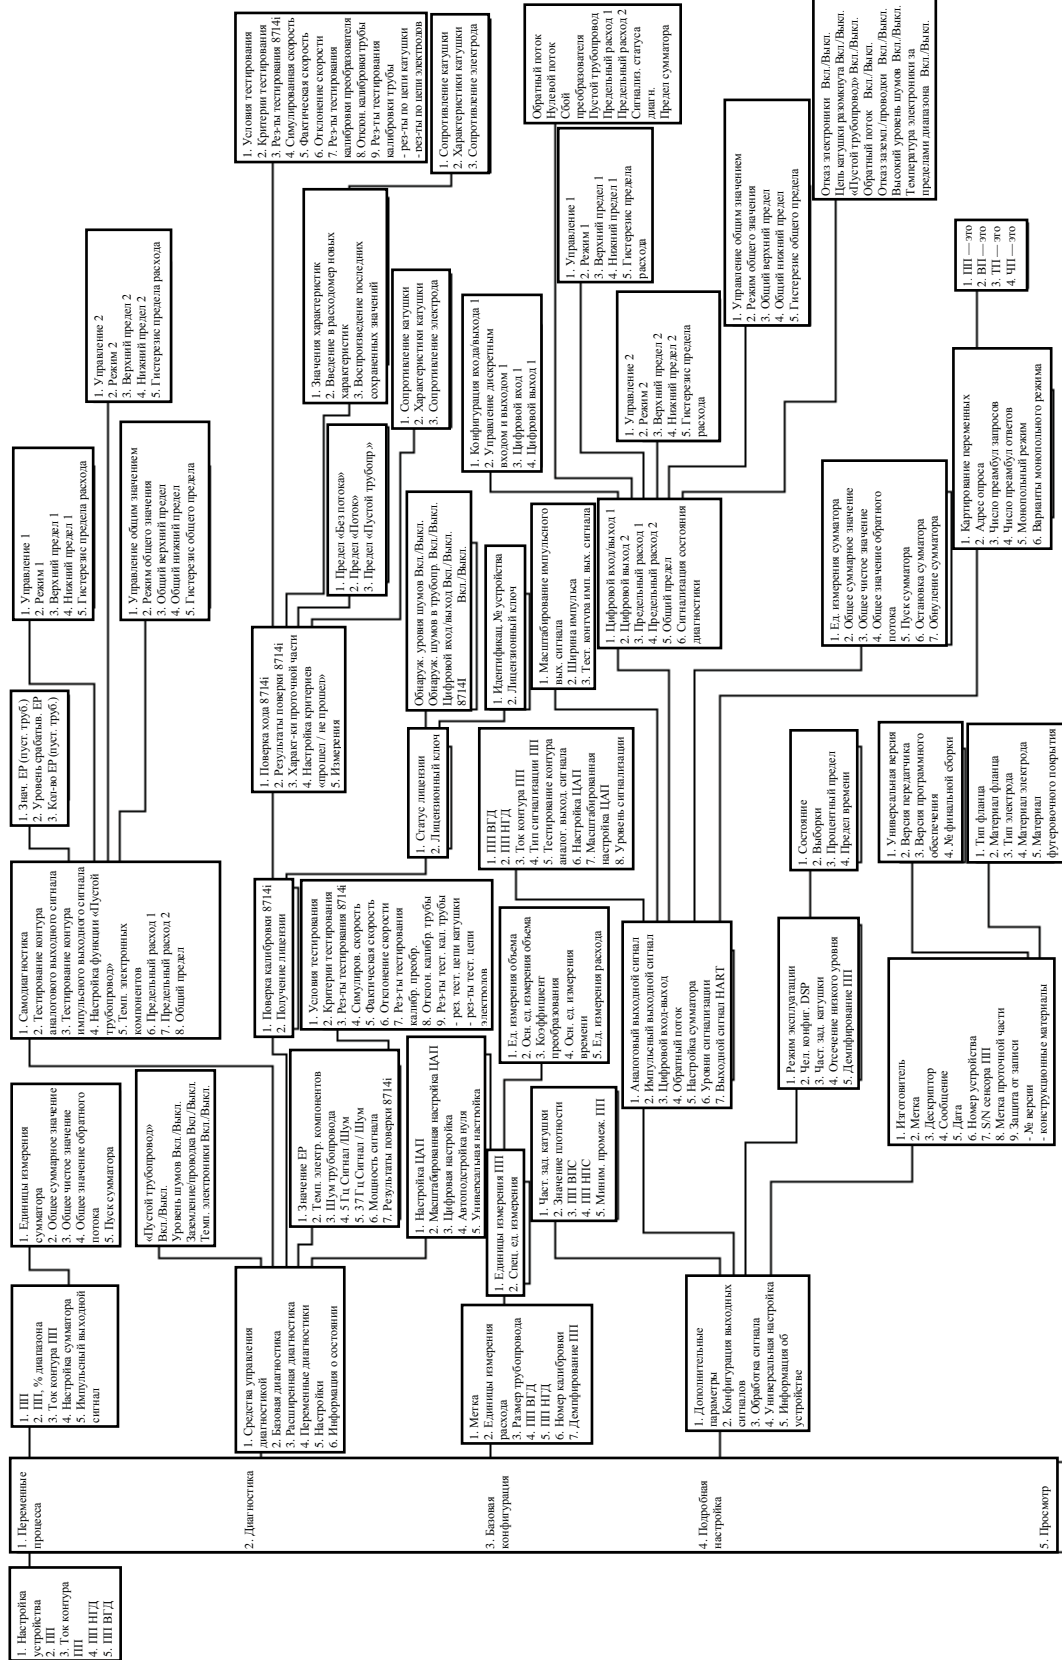 1. Настройка
устройства
2. ПП
3. Ток контура
ПП
4. ПП НГД
5. ПП ВГД
1. Переменные
процесса
2. Диагностика
3. Базовая
конфигурация
4. Подробная
настройка
5. Просмотр
1. ПП
2. ПП, % диапазона
3. Ток контура ПП
4. Настройка сумматора
5. Импульсный выходной
сигнал
1. Единицы измерения
сумматора
2. Общее суммарное значение
3. Общее чистое значение
4. Общее значение обратного
потока
5. Пуск сумматора
1. Средства управления
диагностикой
2. Базовая диагностика
3. Расширенная диагностика
4. Переменные диагностики
5. Настройки
6. Информация о состоянии
«Пустой трубопровод»
Вкл./Выкл.
Уровень шумов Вкл./Выкл.
Заземление/проводка Вкл./Выкл.
Темп. электроники Вкл./Выкл.
1. Самодиагностика
2. Тестирование контура
аналогового выходного сигнала
3. Тестирование контура
импульсного выходного сигнала
4. Настройка функции «Пустой
трубопровод»
5. Темп. электронных
компонентов
6. Предельный расход 1
7. Предельный расход 2
8. Общий предел
1. Знач. EP (пуст. труб.)
2. Уровень срабатыв. EP
3. Кол-во EP (пуст. труб.)
1. Управление 1
2. Режим 1
3. Верхний предел 1
4. Нижний предел 1
5. Гистерезис предела расхода
1. Управление 2
2. Режим 2
3. Верхний предел 2
4. Нижний предел 2
5. Гистерезис предела расхода
1. Управление общим значением
2. Режим общего значения
3. Общий верхний предел
4. Общий нижний предел
5. Гистерезис общего предела
1. Поверка калибровки 8714i
2. Получение лицензии
1. Поверка хода 8714i
2. Результаты поверки 8714i
3. Характ-ки проточной части
4. Настройка критериев
«прошел / не прошел»
5. Измерения
1. Условия тестирования
2. Критерии тестирования
3. Рез-ты тестирования 8714i
4. Симулированая скорость
5. Фактическая скорость
6. Отклонение скорости
7. Рез-ты тестирования
калибровки преобразователя
8. Отклон. калибровки трубы
9. Рез-ты тестирования
калибровки трубы
- рез-ты по цепи катушки
- рез-ты по цепи электродов
1. Значения характеристик
2. Введение в расходомер новых
характеристик
3. Воспроизведение последних
сохраненных значений
1. Сопротивление катушки
2. Характеристики катушки
3. Сопротивление электрода
1. Предел «Без потока»
2. Предел «Поток»
3. Предел «Пустой трубопр.»
1. Сопротивление катушки
2. Характеристики катушки
3. Сопротивление электрода
1. Статус лицензии
2. Лицензионный ключ
Обнаруж. уровня шумов Вкл./Выкл.
Обнаруж. шумов в трубопр. Вкл./Выкл.
Цифровой вход/выход Вкл./Выкл.
8714I Вкл./Выкл.
1. Идентификац. № устройства
2. Лицензионный ключ
1. Значение EP
2. Темп. электр. компонентов
3. Шум трубопровода
4. 5 Гц Сигнал /Шум
5. 37 Гц Сигнал / Шум
6. Мощность сигнала
7. Результаты поверки 8714i
1. Условия тестирования
2. Критерии тестирования
3. Рез-ты тестирования 8714i
4. Симулиров. скорость
5. Фактическая скорость
6. Отклонение скорости
7. Рез-ты тестирования
калибр. преобр.
8. Отклон. калибр. трубы
9. Рез-ты тест. кал. трубы
- рез. тест. цепи катушки
- рез-ты тест. цепи
электродов
1. Настройка ЦАП
2. Масштабированная настройка ЦАП
3. Цифровая настройка
4. Автоподстройка нуля
5. Универсальная настройка
1. Метка
2. Единицы измерения
расхода
3. Размер трубопровода
4. ПП ВГД
5. ПП НГД
6. Номер калибровки
7. Демпфирование ПП
1. Единицы измерения ПП
2. Спец. ед. измерения
1. Ед. измерения объема
2. Осн. ед. измерения объема
3. Коэффициент
преобразования
4. Осн. ед. измерения
времени
5. Ед. измерения расхода
1. Дополнительные
параметры
2. Конфигурация выходных
сигналов
3. Обработка сигнала
4. Универсальная настройка
5. Информация об
устройстве
1. Част. зад. катушки
2. Значение плотности
3. ПП ВПС
4. ПП НПС
5. Миним. промеж. ПП
1. Аналоговый выходной сигнал
2. Импульсный выходной сигнал
3. Цифровой вход-выход
4. Обратный поток
5. Настройка сумматора
6. Уровни сигнализации
7. Выходной сигнал HART
1. ПП ВГД
2. ПП НГД
3. Ток контура ПП
4. Тип сигнализации ПП
5. Тестирование контура
аналог. выход. сигнала
6. Настройка ЦАП
7. Масштабированная
настройка ЦАП
8. Уровень сигнализации
1. Масштабирование импульсного
вых. сигнала
2. Ширина импульса
3. Тест. контура имп. вых. сигнала
1. Цифровой вход/выход 1
2. Цифровой выход 2
3. Предельный расход 1
4. Предельный расход 2
5. Общий предел
6. Сигнализация состояния
диагностики
1. Конфигурация входа/выхода 1
2. Управление дискретным
входом и выходом 1
3. Цифровой вход 1
4. Цифровой выход 1
Обратный поток
Нулевой поток
Сбой
преобразователя
Пустой трубопровод
Предельный расход 1
Предельный расход 2
Сигнализ. статуса
диагн.
Предел сумматора
1. Управление 1
2. Режим 1
3. Верхний предел 1
4. Нижний предел 1
5. Гистерезис предела
расхода
1. Управление 2
2. Режим 2
3. Верхний предел 2
4. Нижний предел 2
5. Гистерезис предела
расхода
1. Управление общим значением
2. Режим общего значения
3. Общий верхний предел
4. Общий нижний предел
5. Гистерезис общего предела
Отказ электроники Вкл./Выкл.
Цепь катушки разомкнута Вкл./Выкл.
«Пустой трубопровод» Вкл./Выкл.
Обратный поток Вкл./Выкл.
Отказ заземл./проводки Вкл./Выкл.
Высокий уровень шумов Вкл./Выкл.
Температура электроники за
пределами диапазона Вкл./Выкл.
1. Ед. измерения сумматора
2. Общее суммарное значение
3. Общее чистое значение
4. Общее значение обратного
потока
5. Пуск сумматора
6. Остановка сумматора
7. Обнуление сумматора
1. Картирование переменных
2. Адрес опроса
3. Число преамбул запросов
4. Число преамбул ответов
5. Монопольный режим
6. Варианты монопольного режима
1. ПП — это
2. ВП — это
3. ТП — это
4. ЧП — это
1. Режим эксплуатации
2. Чел. конфиг. DSP
3. Част. зад. катушки
4. Отсечение низкого уровня
5. Демпфирование ПП
1. Состояние
2. Выборки
3. Процентный предел
4. Предел времени
1. Изготовитель
2. Метка
3. Дескриптор
4. Сообщение
5. Дата
6. Номер устройства
7. S/N сенсора ПП
8. Метка проточной части
9. Защита от записи
- № версии
- конструкционные материалы
1. Универсальная версия
2. Версия передатчика
3. Версия программного
обеспечения
4. № финальной сборки
1. Тип фланца
2. Материал фланца
3. Тип электрода
4. Материал электрода
5. Материал
футеровочного покрытия